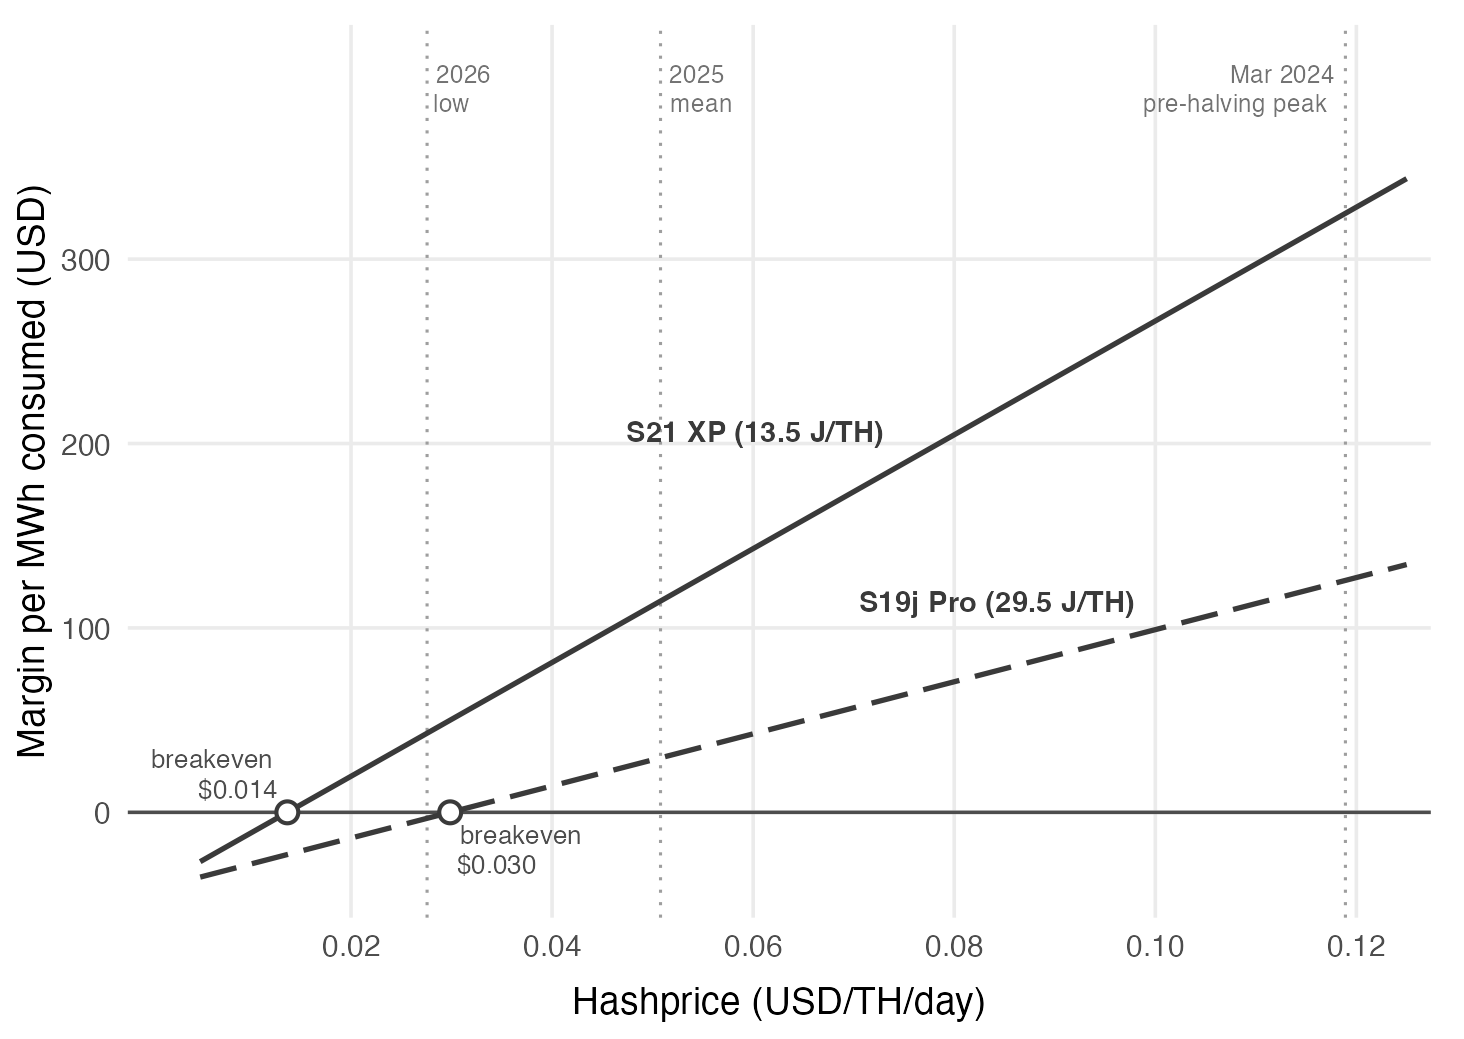 2026
low
2025
mean
Mar 2024
pre-halving peak
Margin per MWh consumed (USD)
300
200
100
0
S21 XP (13.5 J/TH)
S19j Pro (29.5 J/TH)
breakeven
$0.014
breakeven
$0.030
0.02
0.04
0.06
0.08
0.10
0.12
Hashprice (USD/TH/day)